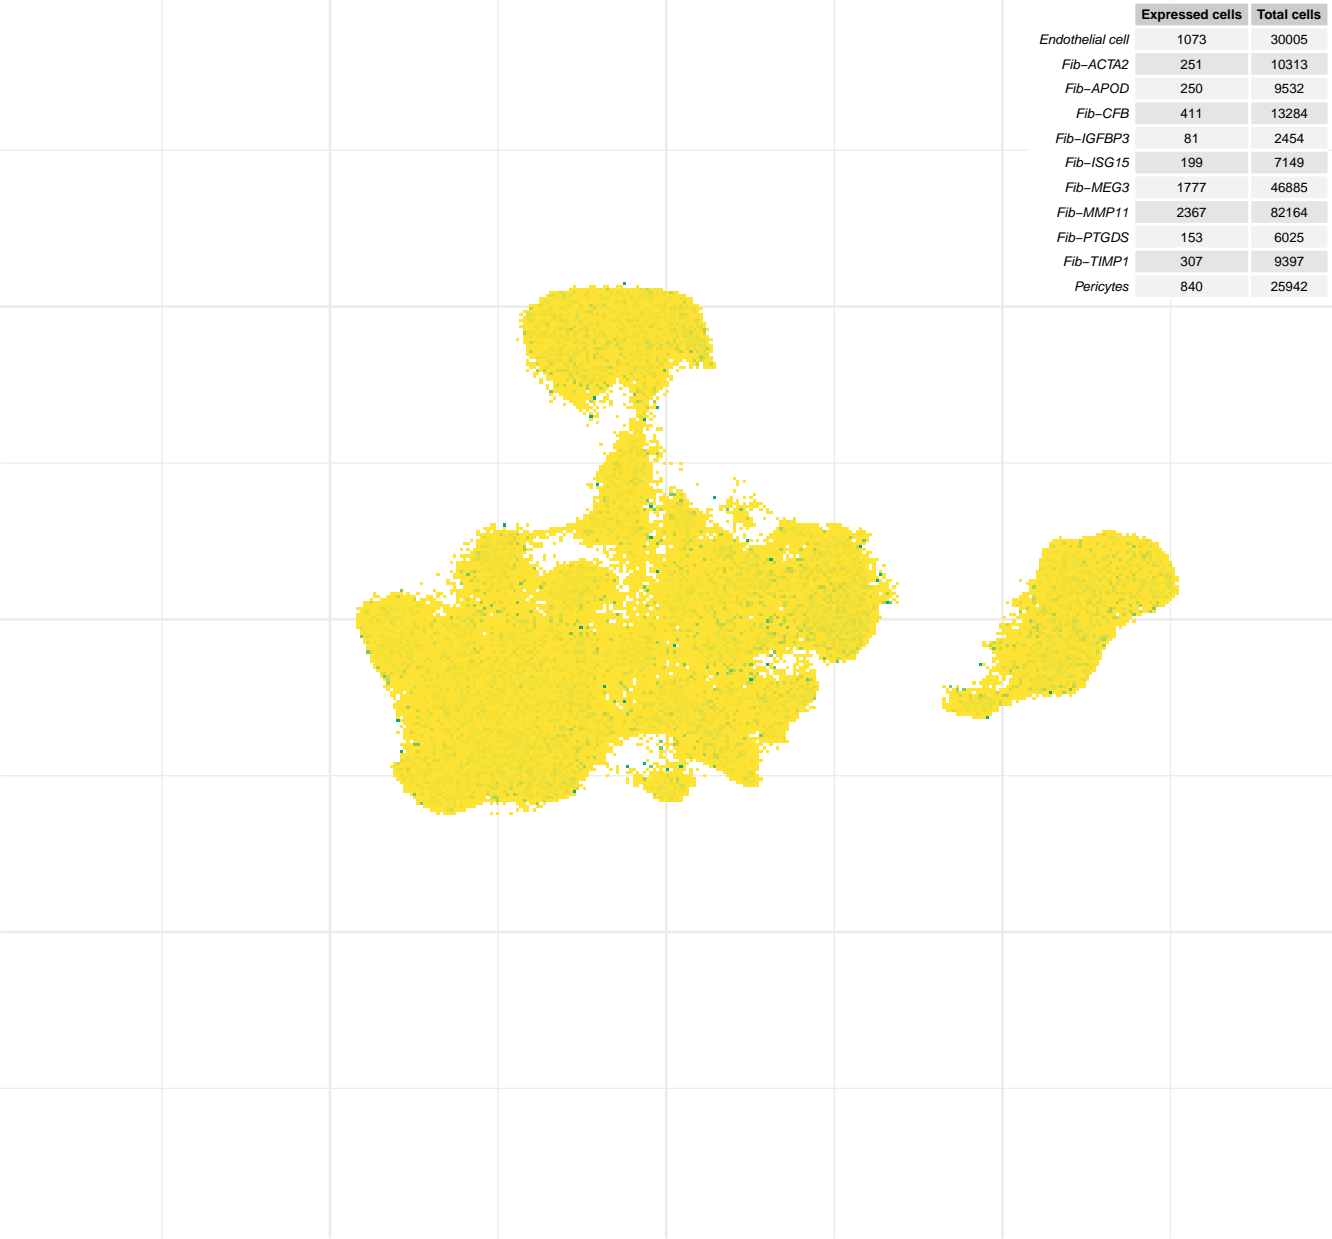 Expressed cells Total cells
Endothelial cell 1073 30005
Fib−ACTA2 251 10313
Fib−APOD 250 9532
Fib−CFB 411 13284
Fib−IGFBP3 81 2454
Fib−ISG15 199 7149
Fib−MEG3 1777 46885
Fib−MMP11 2367 82164
Fib−PTGDS 153 6025
Fib−TIMP1 307 9397
Pericytes 840 25942